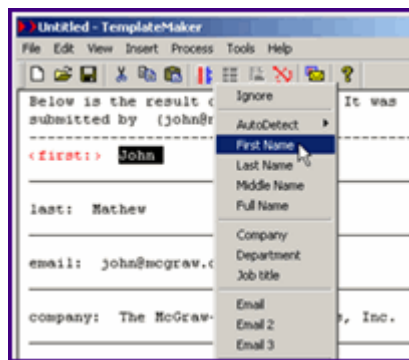 Untitled - TemplateMaker
File Edit View Insert Process Tools Help
Below is the result It was
submitted by (john@
<first:> John
last: Mathew
email: john@mcgraw.
company: The McGraw- Inc.
Ignore
AutoDetect
First Name
Last Name
Middle Name
Full Name
Company
Department
Job title
Email
Email 2
Email 3